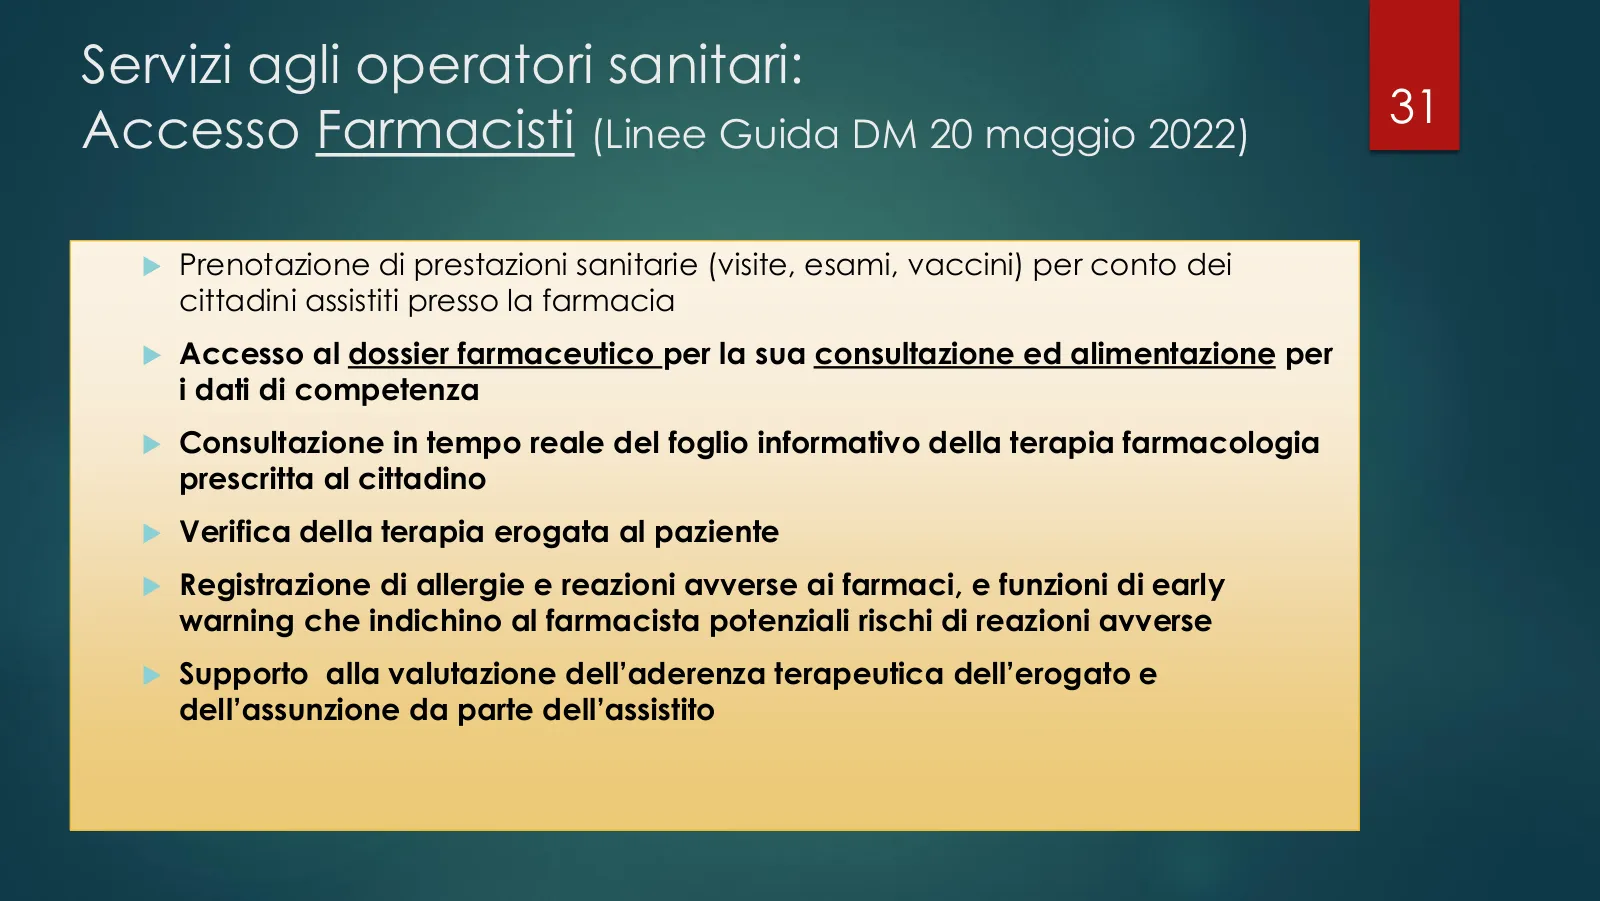 Servizi agli operatori sanitari:
Accesso Farmacisti (Linee Guida DM 20 maggio 2022)
31
Prenotazione di prestazioni sanitarie (visite, esami, vaccini) per conto dei
cittadini assistiti presso la farmacia
Accesso al dossier farmaceutico per la sua consultazione ed alimentazione per
i dati di competenza
Consultazione in tempo reale del foglio informativo della terapia farmacologia
prescritta al cittadino
Verifica della terapia erogata al paziente
Registrazione di allergie e reazioni avverse ai farmaci, e funzioni di early
warning che indichino al farmacista potenziali rischi di reazioni avverse
Supporto  alla valutazione dell’aderenza terapeutica dell’erogato e
dell’assunzione da parte dell’assistito